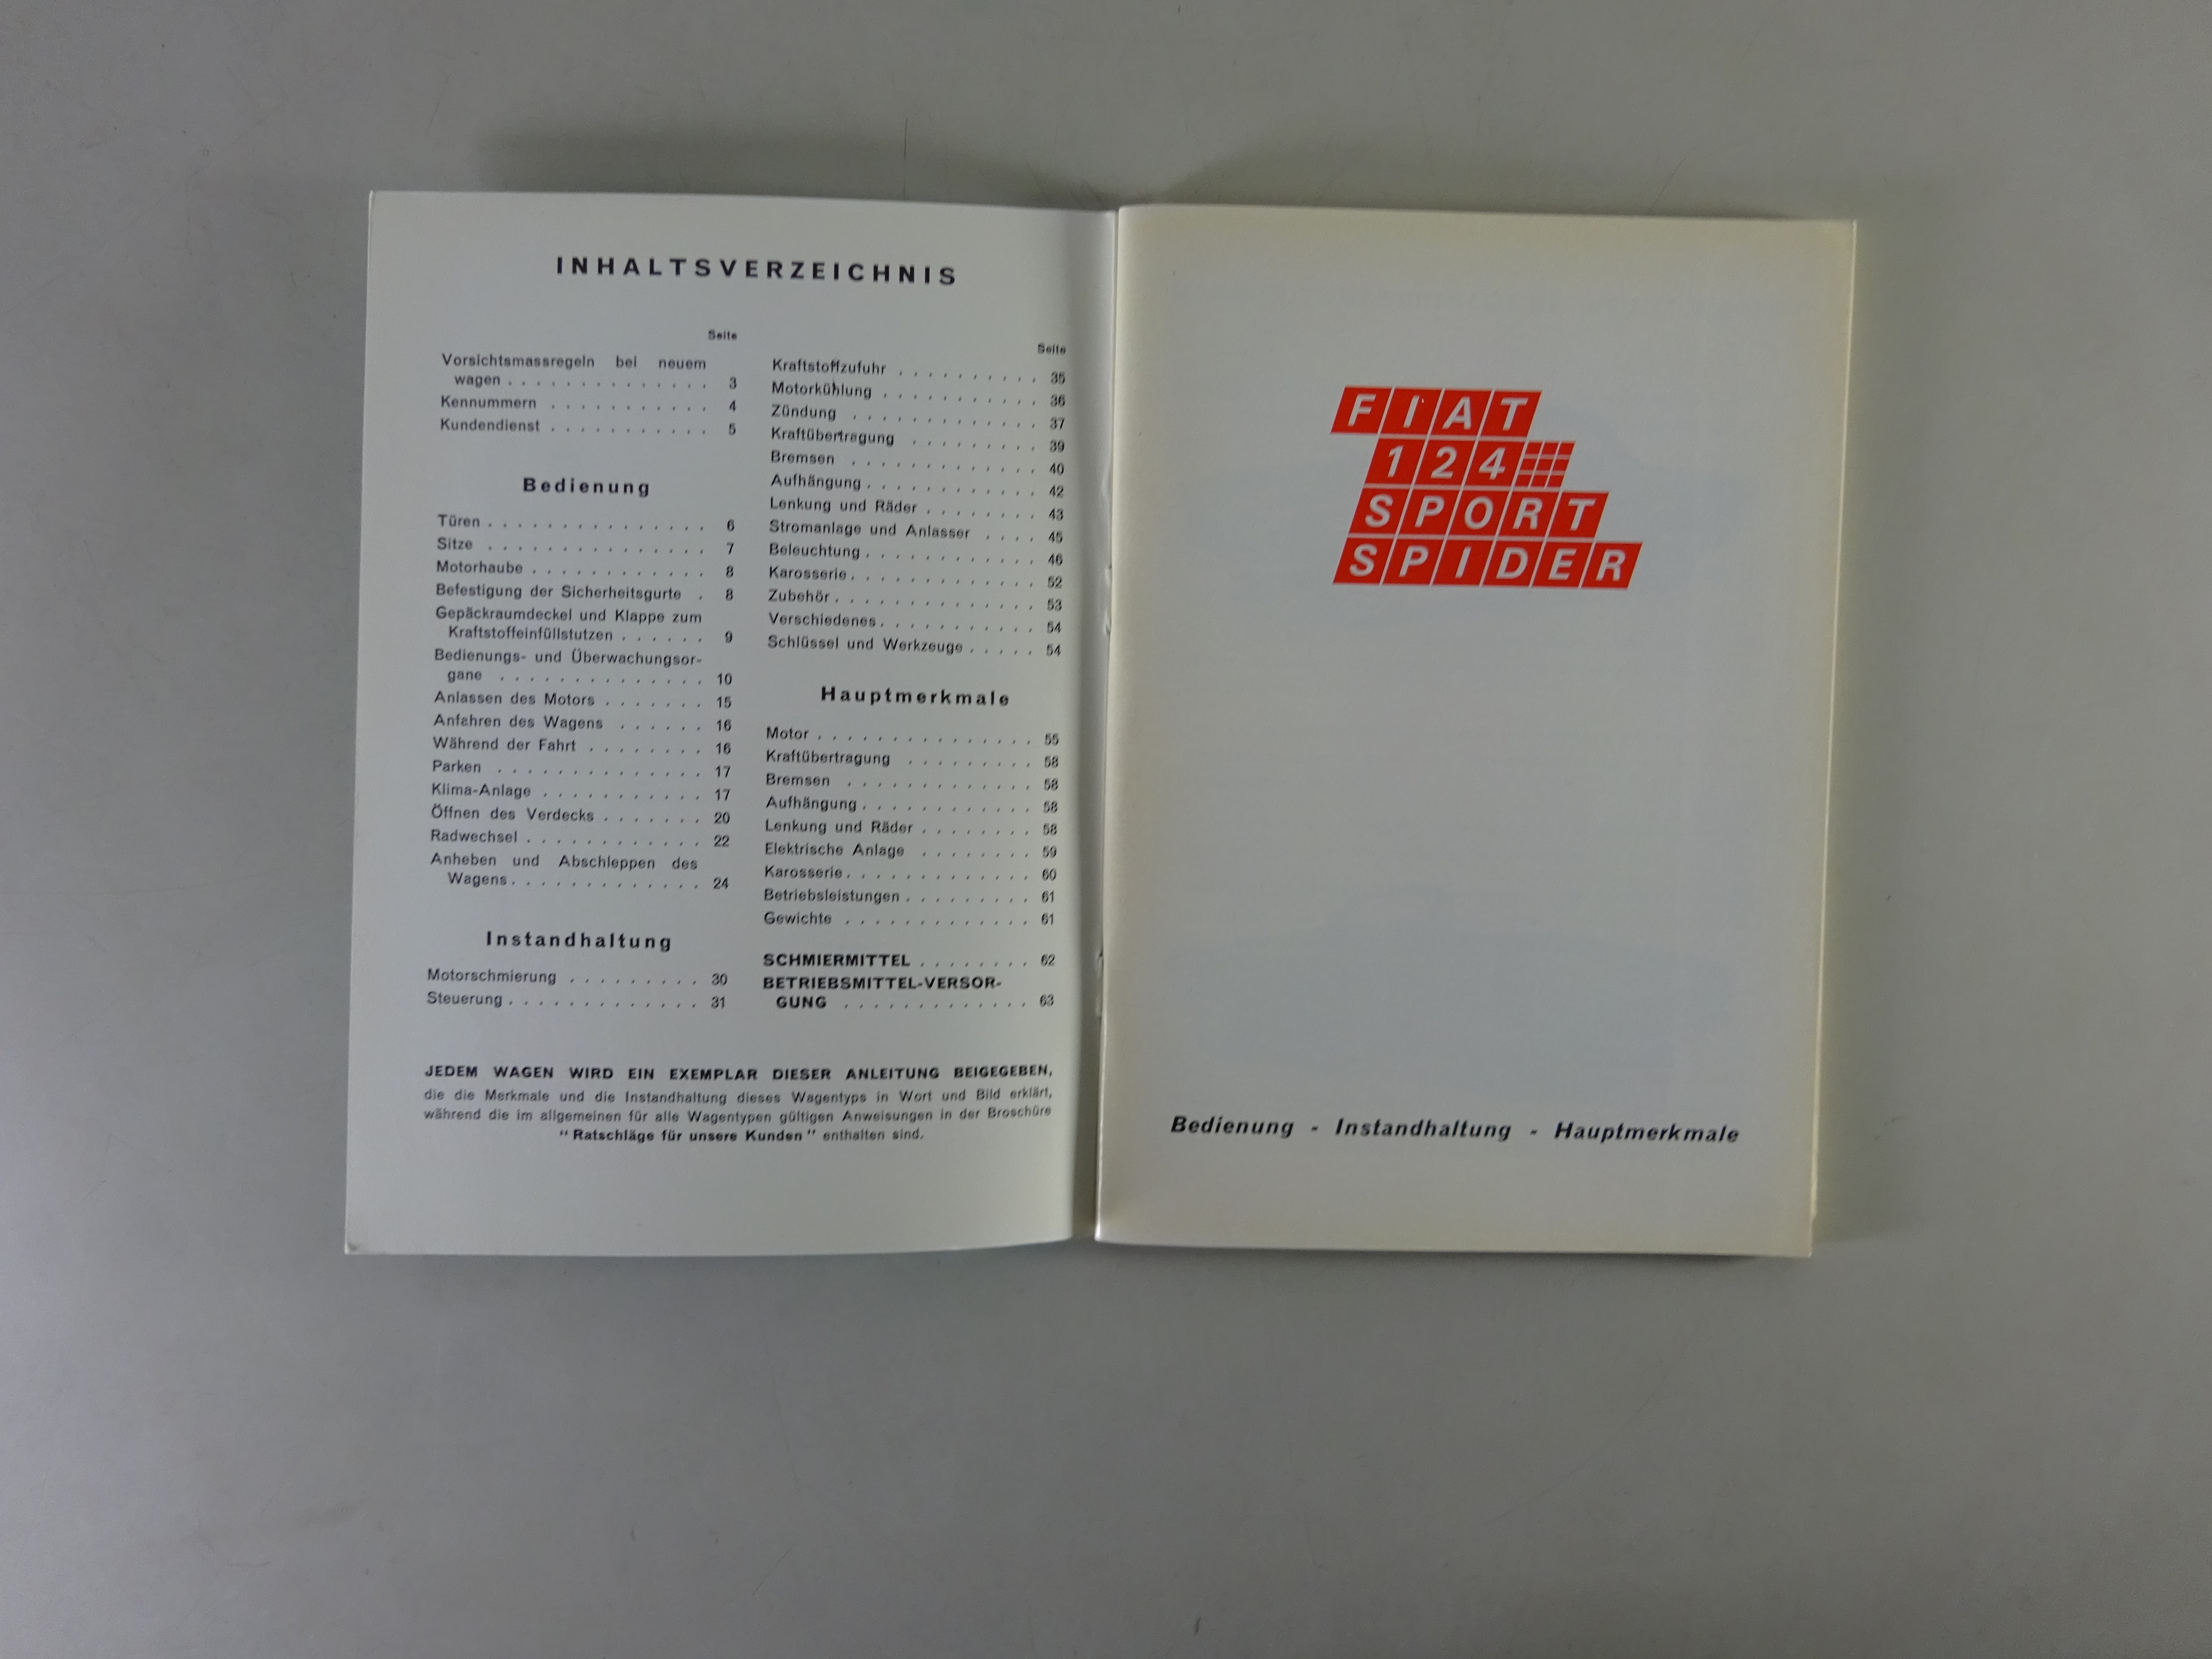 INHALTSVERZEICHNIS
Seite
Vorsichtsmassregeln bei neuem
wagen . . . . . . . . . . . . . . 3
Kennummern . . . . . . . . . . . 4
Kundendienst . . . . . . . . . . . 5
Bedienung
Türen . . . . . . . . . . . . . . . 6
Sitze . . . . . . . . . . . . . . . 7
Motorhaube . . . . . . . . . . . . 8
Befestigung der Sicherheitsgurte . 8
Gepäckraumdeckel und Klappe zum
Kraftstoffeinfüllstutzen . . . . . . 9
Bedienungs- und Überwachungsor-
gane . . . . . . . . . . . . . . 10
Anlassen des Motors . . . . . . . 15
Anfahren des Wagens . . . . . . 16
Während der Fahrt . . . . . . . . 16
Parken . . . . . . . . . . . . . . 17
Klima-Anlage . . . . . . . . . . . 17
Öffnen des Verdecks . . . . . . . 20
Radwechsel . . . . . . . . . . . . 22
Anheben und Abschleppen des
Wagens . . . . . . . . . . . . . 24
Instandhaltung
Motorschmierung . . . . . . . . . 30
Steuerung . . . . . . . . . . . . . 31
Seite
Kraftstoffzufuhr . . . . . . . . . . 35
Motorkühlung . . . . . . . . . . . 36
Zündung . . . . . . . . . . . . . 37
Kraftübertragung . . . . . . . . . 39
Bremsen . . . . . . . . . . . . . 40
Aufhängung . . . . . . . . . . . . 42
Lenkung und Räder . . . . . . . . 43
Stromanlage und Anlasser . . . . 45
Beleuchtung . . . . . . . . . . . . 46
Karosserie . . . . . . . . . . . . . 52
Zubehör . . . . . . . . . . . . . . 53
Verschiedenes . . . . . . . . . . . 54
Schlüssel und Werkzeuge . . . . . 54
Hauptmerkmale
Motor . . . . . . . . . . . . . . . 55
Kraftübertragung . . . . . . . . . 58
Bremsen . . . . . . . . . . . . . 58
Aufhängung . . . . . . . . . . . . 58
Lenkung und Räder . . . . . . . . 58
Elektrische Anlage . . . . . . . . 59
Karosserie . . . . . . . . . . . . . 60
Betriebsleistungen . . . . . . . . . 61
Gewichte . . . . . . . . . . . . . 61
SCHMIERMITTEL . . . . . . . . 62
BETRIEBSMITTEL-VERSOR-
GUNG . . . . . . . . . . . . . 63
JEDEM WAGEN WIRD EIN EXEMPLAR DIESER ANLEITUNG BEIGEGEBEN,
die die Merkmale und die Instandhaltung dieses Wagentyps in Wort und Bild erklärt,
während die im allgemeinen für alle Wagentypen gültigen Anweisungen in der Broschüre
"Ratschläge für unsere Kunden" enthalten sind.
FIAT
124
SPORT
SPIDER
Bedienung - Instandhaltung - Hauptmerkmale